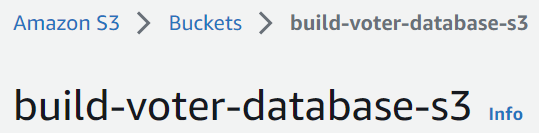 Amazon S3 > Buckets > build-voter-database-s3
build-voter-database-s3 Info